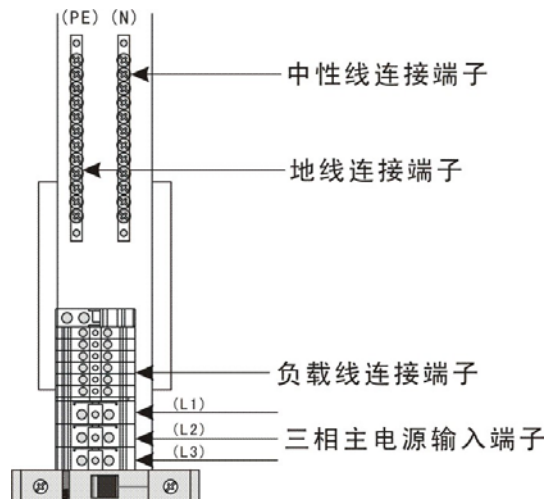 (PE) (N)
中性线连接端子
地线连接端子
负载线连接端子
(L1)
(L2)
三相主电源输入端子
(L3)